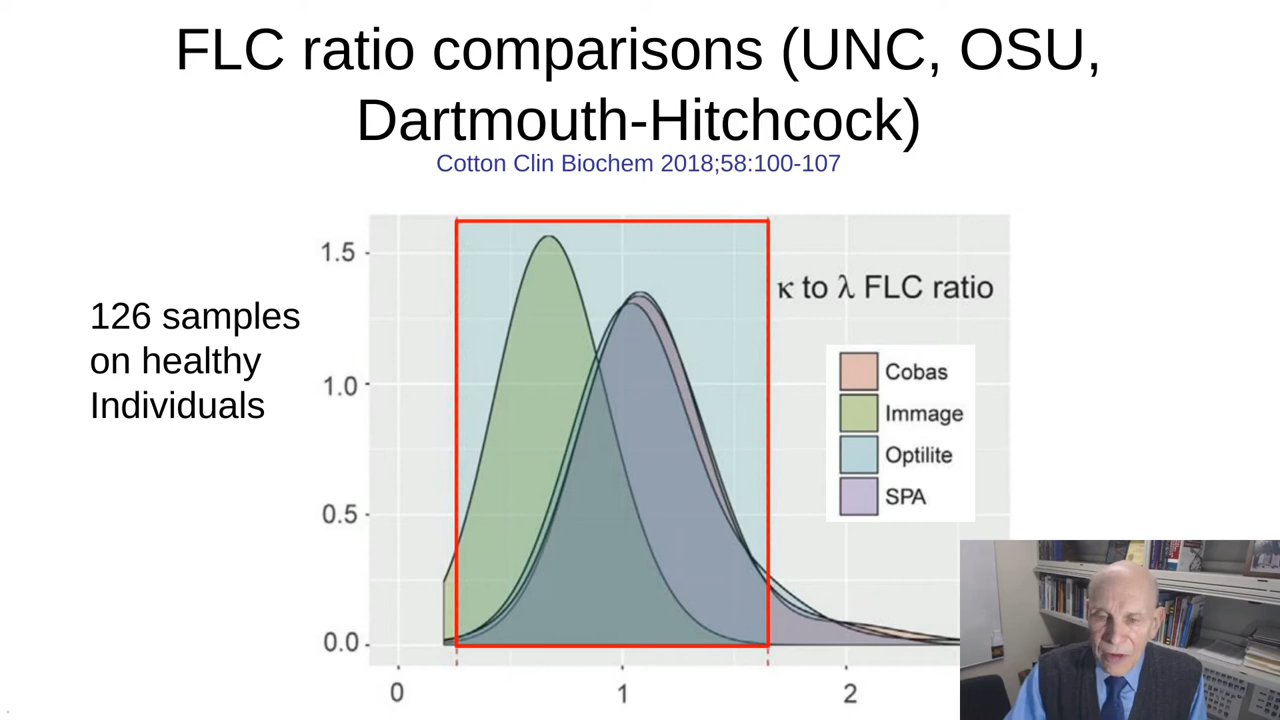 FLC ratio comparisons (UNC, OSU,
Dartmouth-Hitchcock)
Cotton Clin Biochem 2018;58:100-107
126 samples
on healthy
Individuals
κ to λ FLC ratio
Cobas
Immage
Optilite
SPA
1.5
1.0
0.5
0.0
0 1 2